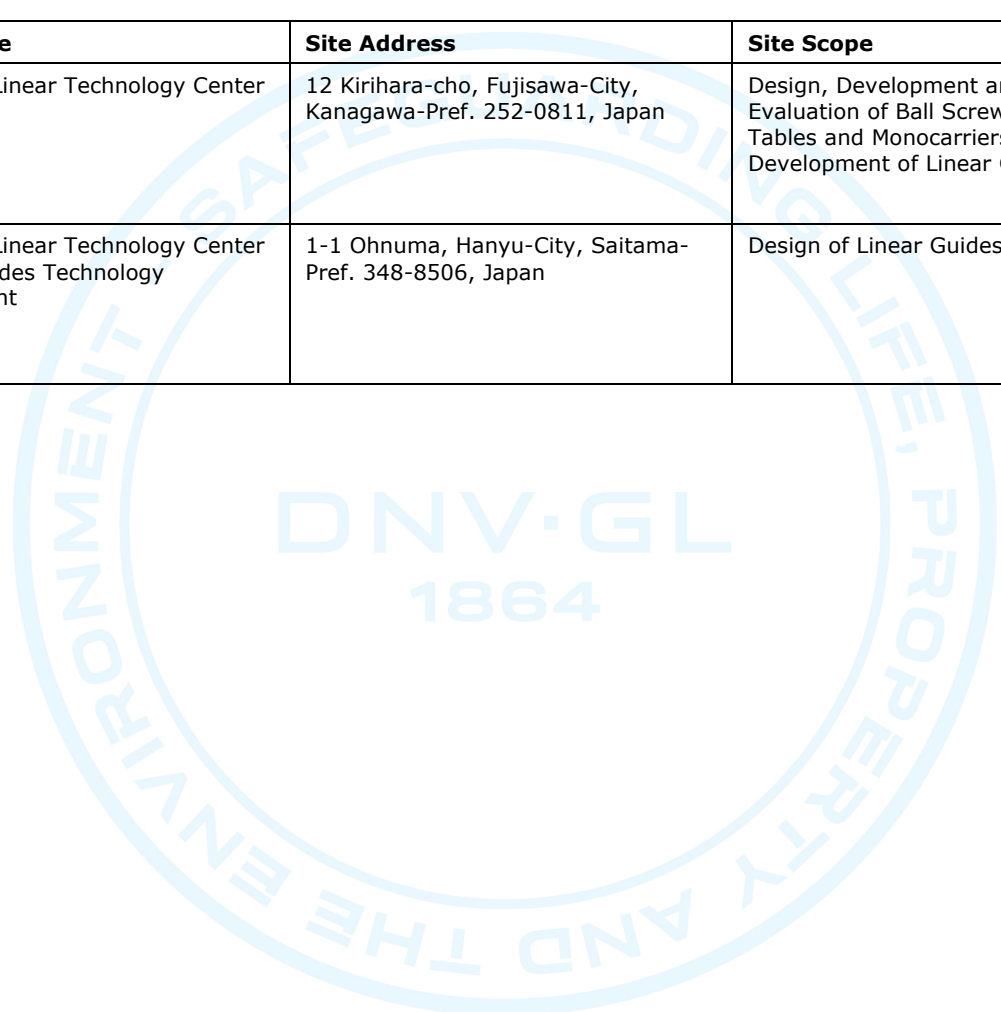 e Site Address Site Scope
Linear Technology Center 12 Kirihara-cho, Fujisawa-City, Design, Development a
Kanagawa-Pref. 252-0811, Japan Evaluation of Ball Screw
Tables and Monocarriers
Development of Linear
Linear Technology Center 1-1 Ohnuma, Hanyu-City, Saitama- Design of Linear Guides
des Technology Pref. 348-8506, Japan
nt
SAFEGUARDING LIFE, PROPERTY AND THE ENVIRONMENT
DNV·GL
1864